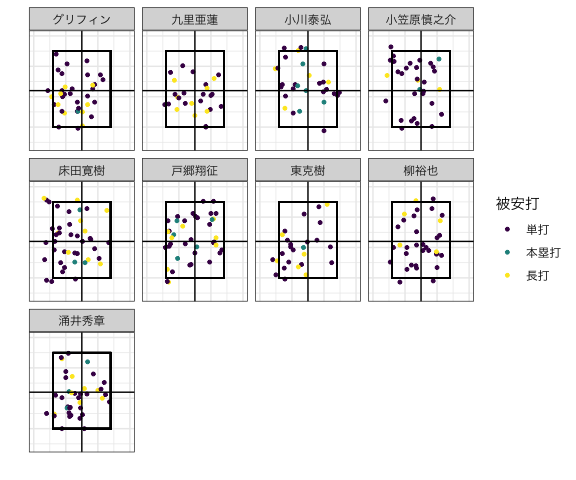 グリフィン
九里亜蓮
小川泰弘
小笠原慎之介
床田寛樹
戸郷翔征
東克樹
柳裕也
涌井秀章
被安打
単打
本塁打
長打